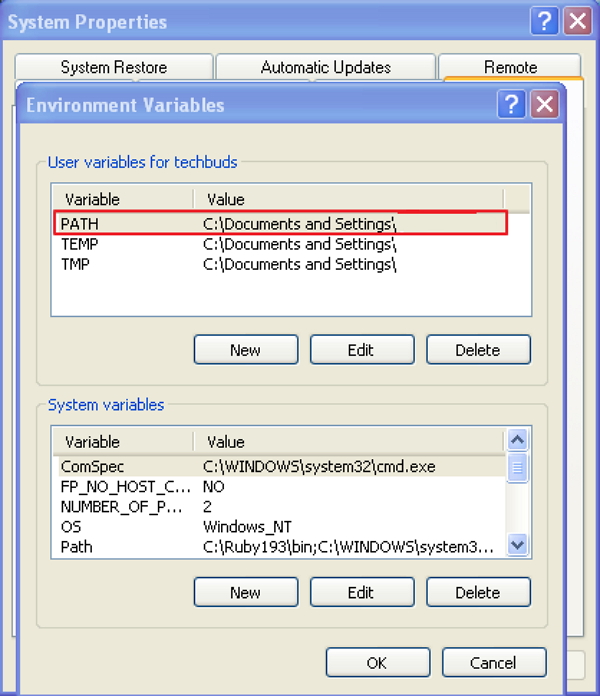 System Properties
System Restore Automatic Updates Remote
Environment Variables
User variables for techbuds
Variable Value
PATH C:\Documents and Settings\
TEMP C:\Documents and Settings\
TMP C:\Documents and Settings\
New Edit Delete
System variables
Variable Value
ComSpec C:\WINDOWS\system32\cmd.exe
FP_NO_HOST_C... NO
NUMBER_OF_P... 2
OS Windows_NT
Path C:\Ruby193\bin;C:\WINDOWS\system3...
New Edit Delete
OK Cancel